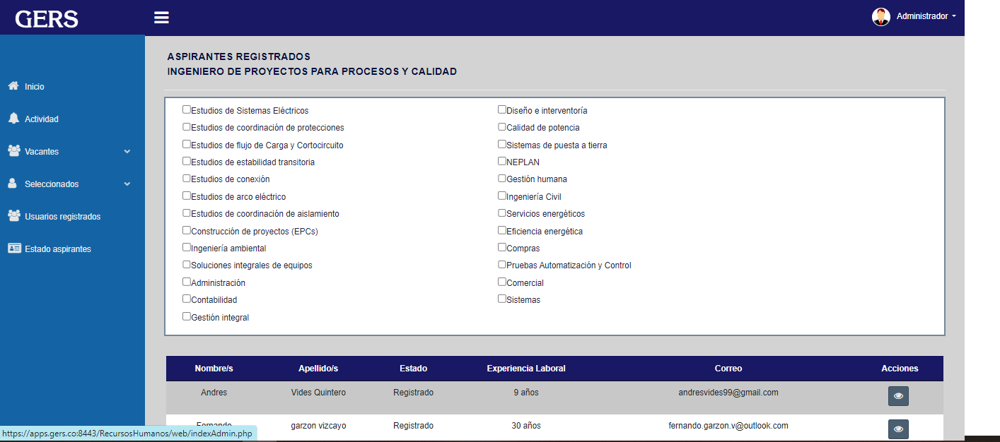 GERS
Administrador
ASPIRANTES REGISTRADOS
INGENIERO DE PROYECTOS PARA PROCESOS Y CALIDAD
Inicio
Actividad
Vacantes
Seleccionados
Usuarios registrados
Estado aspirantes
Estudios de Sistemas Eléctricos
Estudios de coordinación de protecciones
Estudios de flujo de Carga y Cortocircuito
Estudios de estabilidad transitoria
Estudios de conexión
Estudios de arco eléctrico
Estudios de coordinación de aislamiento
Construcción de proyectos (EPCs)
Ingeniería ambiental
Soluciones integrales de equipos
Administración
Contabilidad
Gestión integral
Diseño e interventoría
Calidad de potencia
Sistemas de puesta a tierra
NEPLAN
Gestión humana
Ingeniería Civil
Servicios energéticos
Eficiencia energética
Compras
Pruebas Automatización y Control
Comercial
Sistemas
Nombre/s Apellido/s Estado Experiencia Laboral Correo Acciones
Andres Vides Quintero Registrado 9 años andresvides99@gmail.com
Fernando garzon vizcayo Registrado 30 años fernando.garzon.v@outlook.com
https://apps.gers.co:8443/RecursosHumanos/web/indexAdmin.php